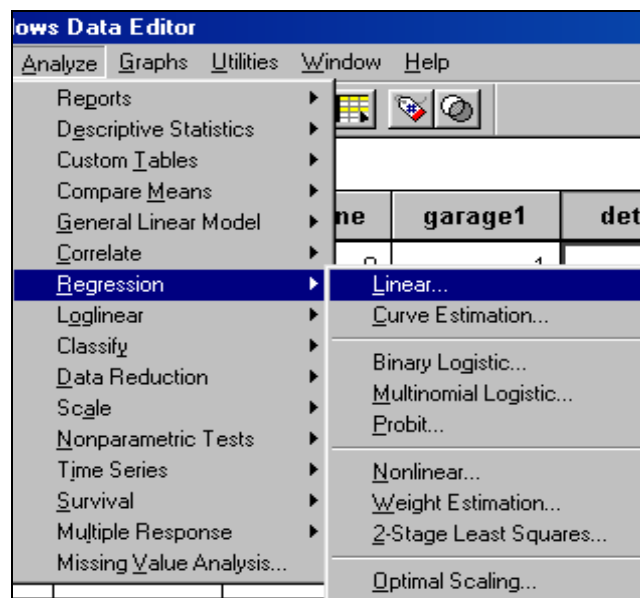 ows Data Editor
Analyze Graphs Utilities Window Help
Reports
Descriptive Statistics
Custom Tables
Compare Means
General Linear Model
Correlate
Regression
Loglinear
Classify
Data Reduction
Scale
Nonparametric Tests
Time Series
Survival
Multiple Response
Missing Value Analysis...
ne garage1 det
Linear...
Curve Estimation...
Binary Logistic...
Multinomial Logistic...
Probit...
Nonlinear...
Weight Estimation...
2-Stage Least Squares...
Optimal Scaling...